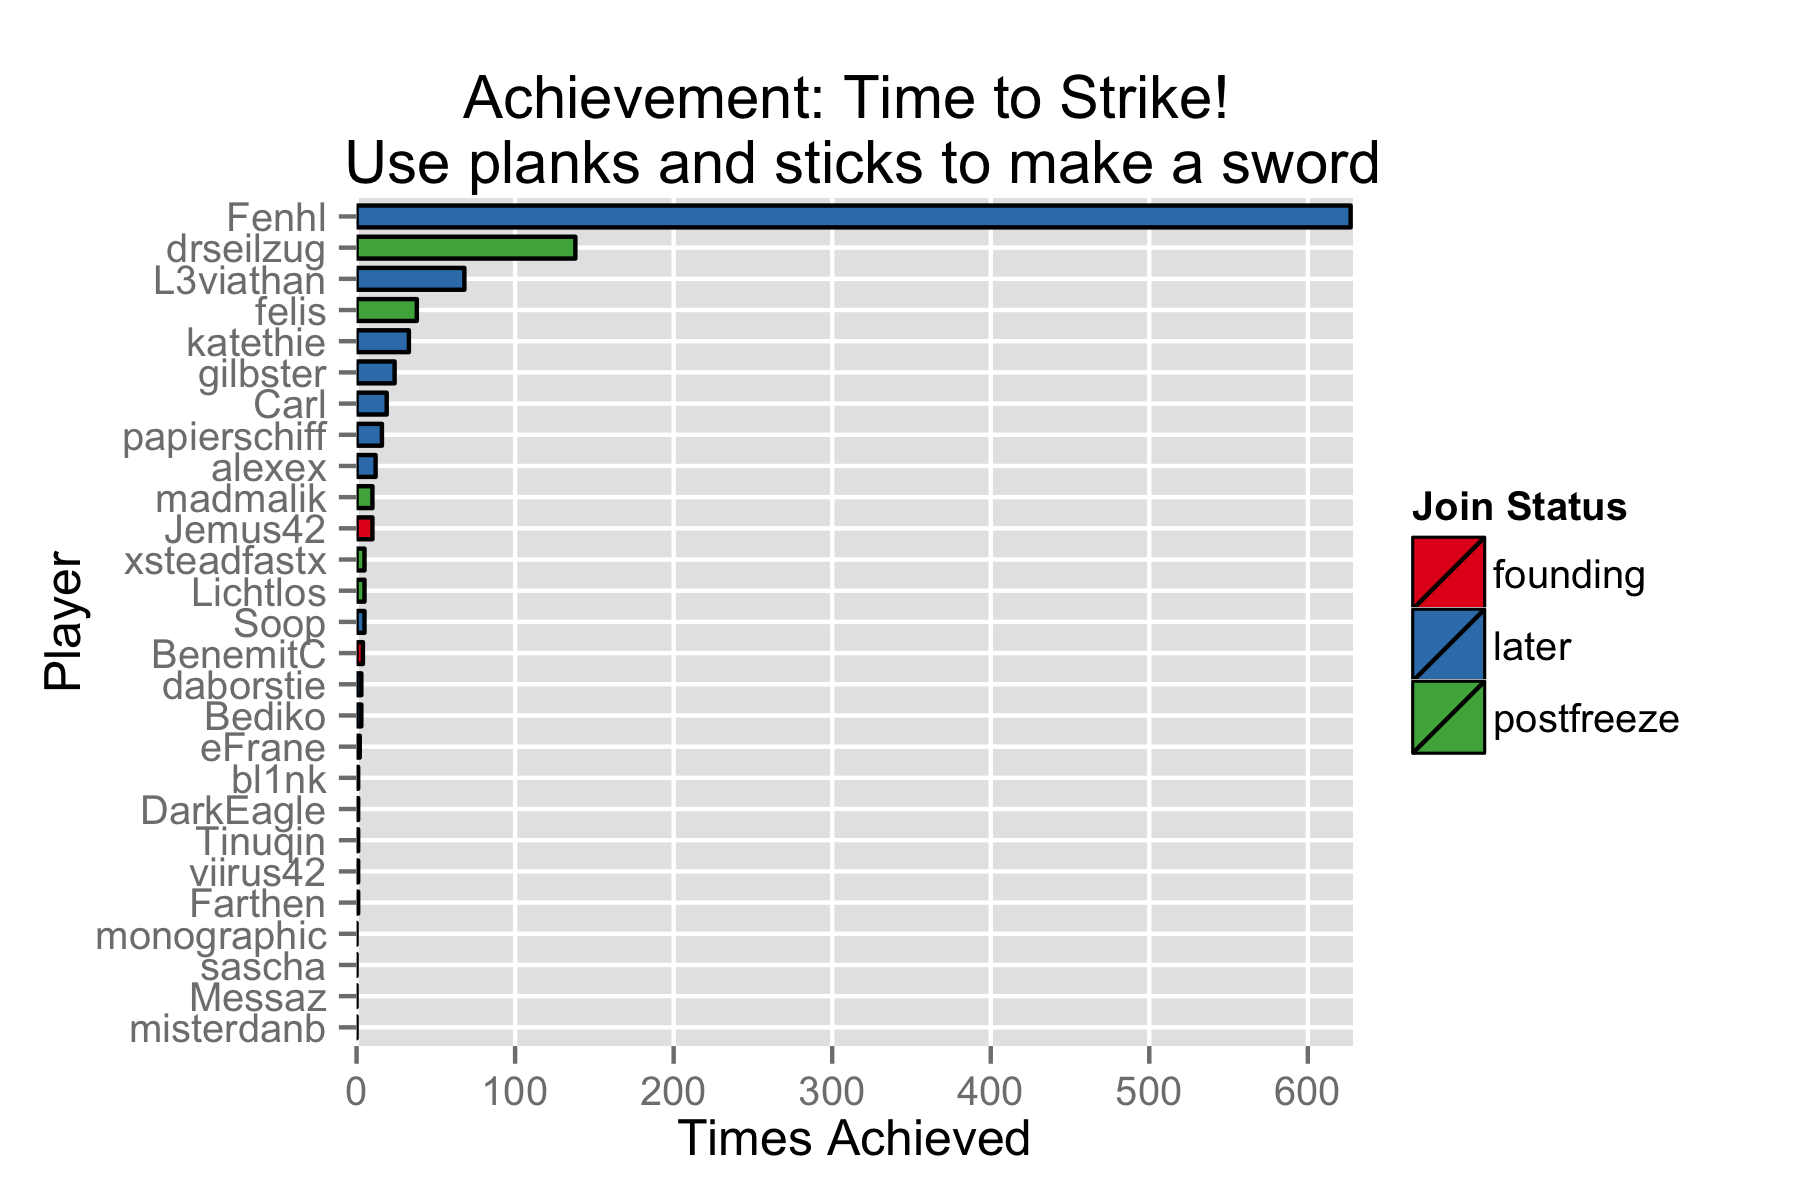 Achievement: Time to Strike!
Use planks and sticks to make a sword
Player
Fenhl
drseilzug
L3viathan
felis
katethie
gilbster
Carl
papierschiff
alexex
madmalik
Jemus42
xsteadfastx
Lichtlos
Soop
BenemitC
daborstie
Bediko
eFrane
bl1nk
DarkEagle
Tinuqin
viirus42
Farthen
monographic
sascha
Messaz
misterdanb
0 100 200 300 400 500 600
Times Achieved
Join Status
founding
later
postfreeze